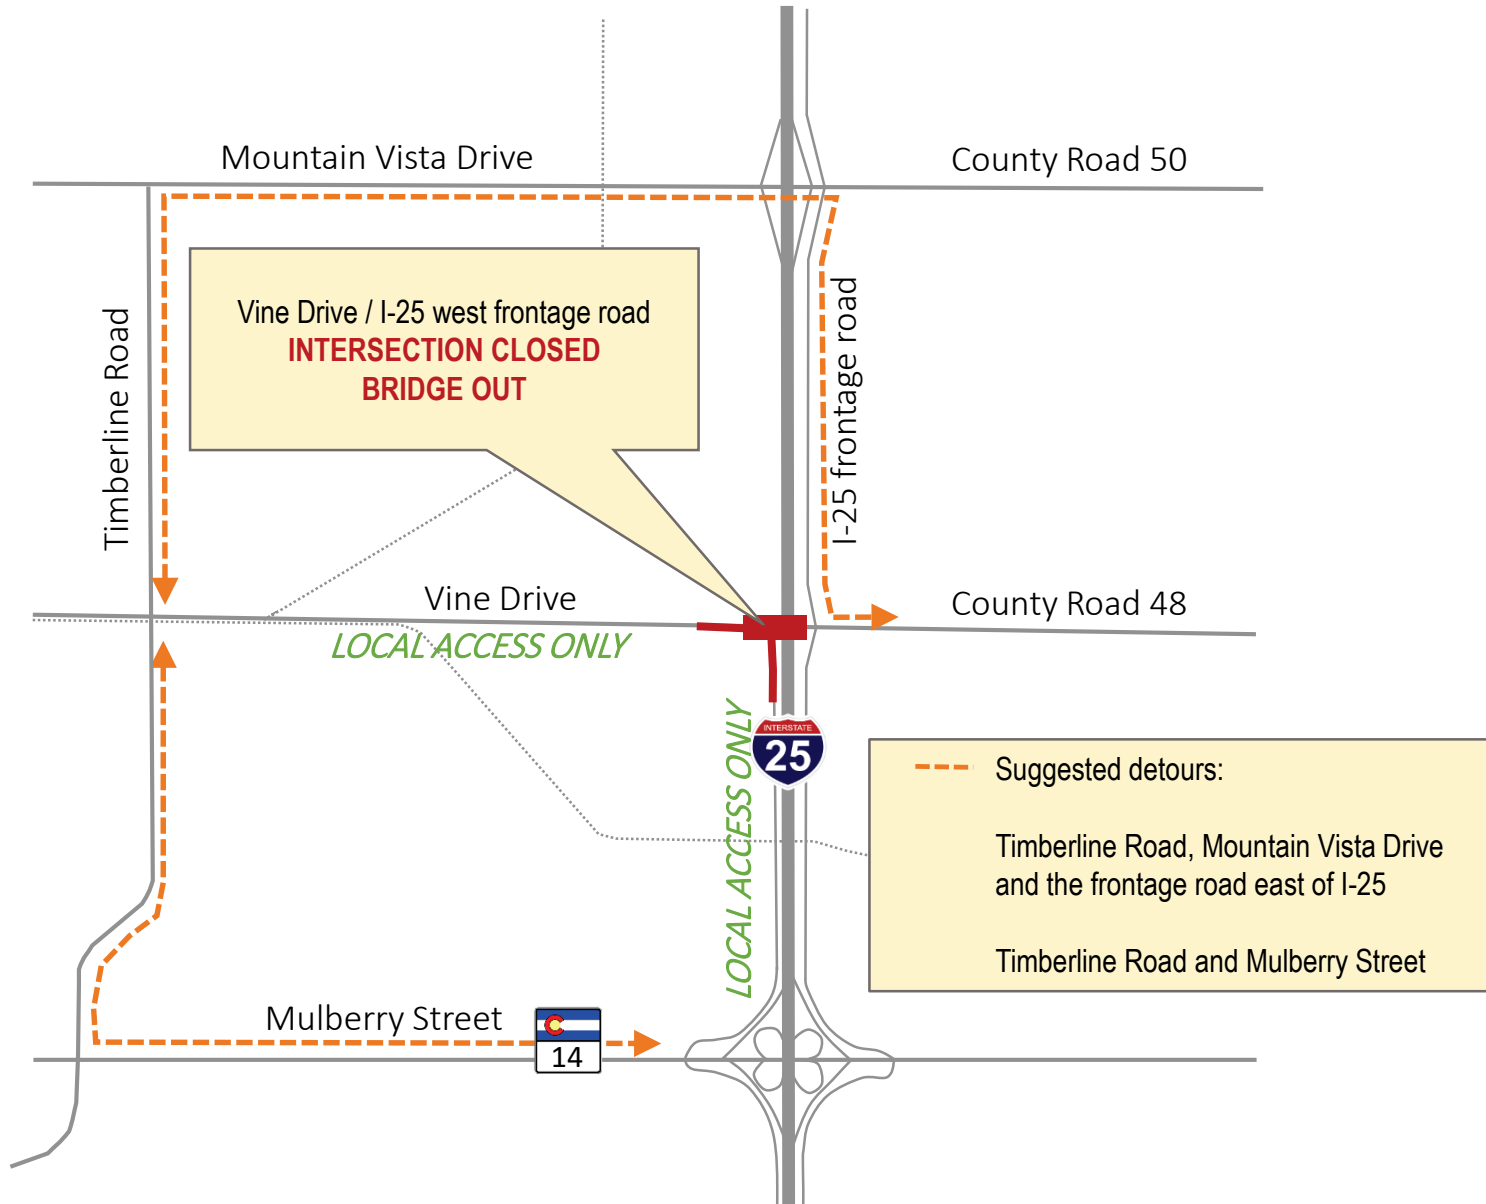 Mountain Vista Drive
County Road 50
Vine Drive / I-25 west frontage road
INTERSECTION CLOSED
BRIDGE OUT
Timberline Road
I-25 frontage road
Vine Drive
County Road 48
LOCAL ACCESS ONLY
LOCAL ACCESS ONLY
INTERSTATE
25
Suggested detours:
Timberline Road, Mountain Vista Drive
and the frontage road east of I-25
Timberline Road and Mulberry Street
Mulberry Street
14